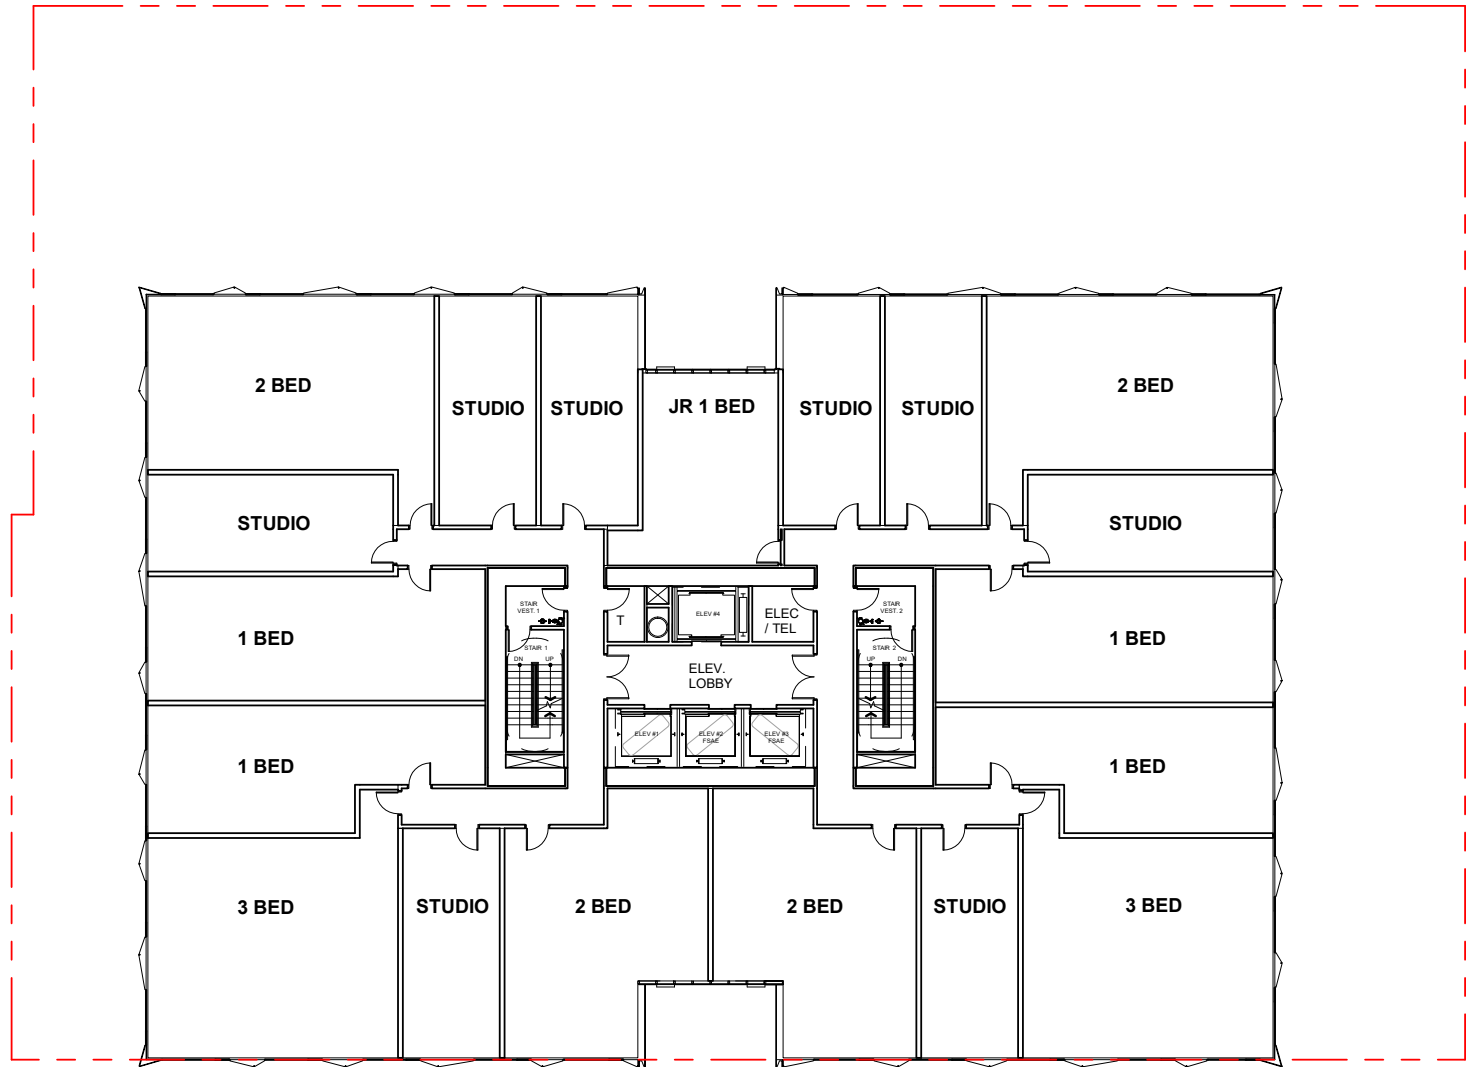 2 BED
2 BED
STUDIO
STUDIO
JR 1 BED
STUDIO
STUDIO
STUDIO
STUDIO
STAIR
VEST. 1
T
ELEV #4
ELEC
/ TEL
STAIR
VEST. 2
1 BED
STAIR 1
DN
UP
ELEV.
LOBBY
STAIR 2
UP
DN
1 BED
ELEV #1
ELEV #2
FSAE
ELEV #3
FSAE
1 BED
1 BED
3 BED
STUDIO
2 BED
2 BED
STUDIO
3 BED